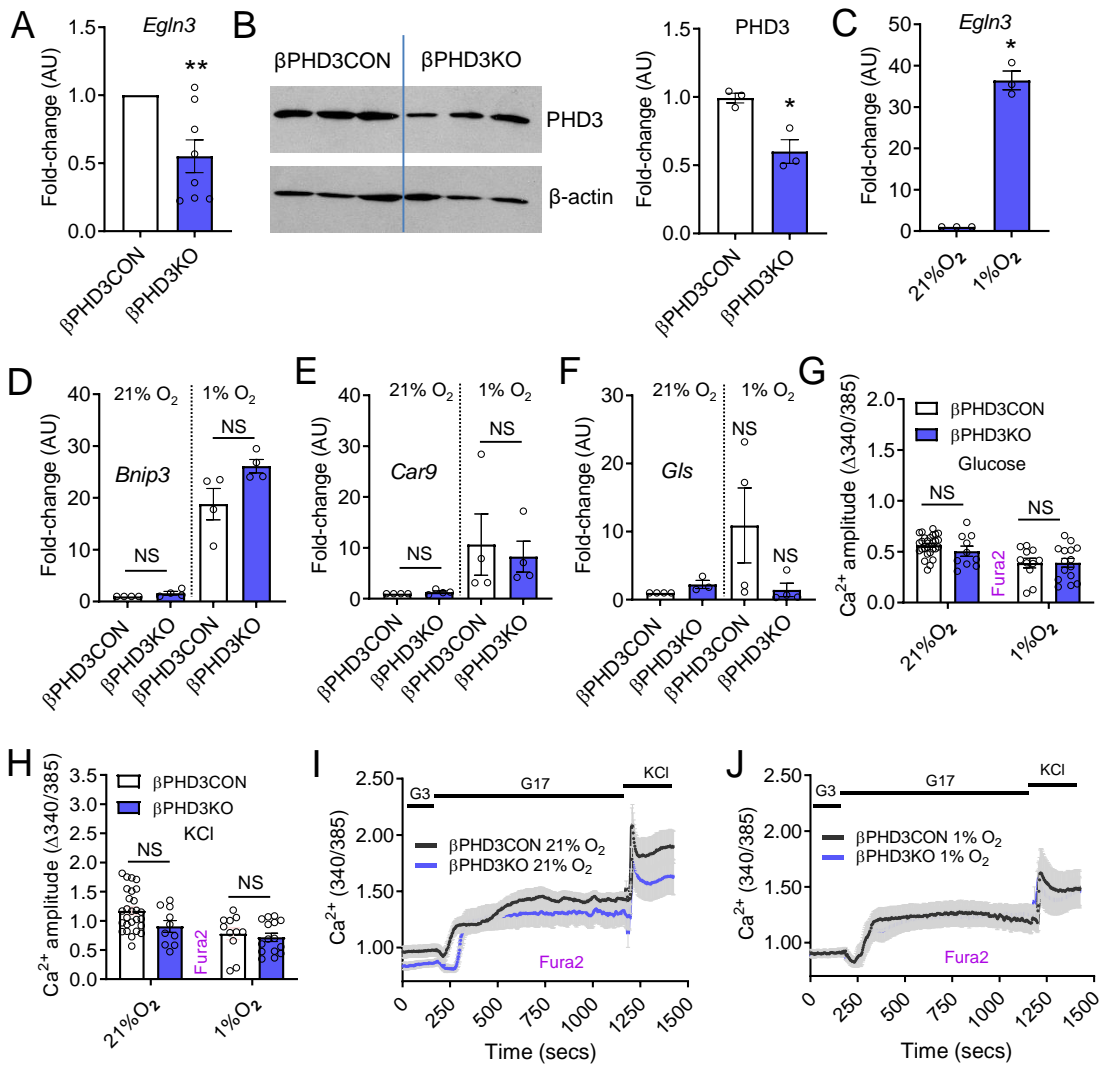 A
Egln3
Fold-change (AU)
1.5
1.0
0.5
0.0
**
βPHD3CON
βPHD3KO
B
βPHD3CON
βPHD3KO
PHD3
β-actin
PHD3
Fold-change (AU)
1.5
1.0
0.5
0.0
*
βPHD3CON
βPHD3KO
C
Egln3
Fold-change (AU)
50
40
30
20
10
0
*
21%O₂
1%O₂
D
21% O₂
1% O₂
Fold-change (AU)
40
30
20
10
0
Bnip3
NS
NS
βPHD3CON
βPHD3KO
βPHD3CON
βPHD3KO
E
21% O₂
1% O₂
Fold-change (AU)
40
30
20
10
0
Car9
NS
NS
βPHD3CON
βPHD3KO
βPHD3CON
βPHD3KO
F
21% O₂
1% O₂
Fold-change (AU)
30
20
10
0
Gls
NS
NS
βPHD3CON
βPHD3KO
βPHD3CON
βPHD3KO
G
Ca²⁺ amplitude (Δ340/385)
2.0
1.5
1.0
0.5
0.0
βPHD3CON
βPHD3KO
Glucose
NS
NS
Fura2
21%O₂
1%O₂
H
Ca²⁺ amplitude (Δ340/385)
3.5
3.0
2.5
2.0
1.5
1.0
0.5
0.0
βPHD3CON
βPHD3KO
KCl
NS
NS
Fura2
21%O₂
1%O₂
I
Ca²⁺ (340/385)
2.50
2.00
1.50
1.00
G3
G17
KCl
βPHD3CON 21% O₂
βPHD3KO 21% O₂
Fura2
0
250
500
750
1000
1250
1500
Time (secs)
J
Ca²⁺ (340/385)
2.50
2.00
1.50
1.00
G3
G17
KCl
βPHD3CON 1% O₂
βPHD3KO 1% O₂
Fura2
0
250
500
750
1000
1250
1500
Time (secs)